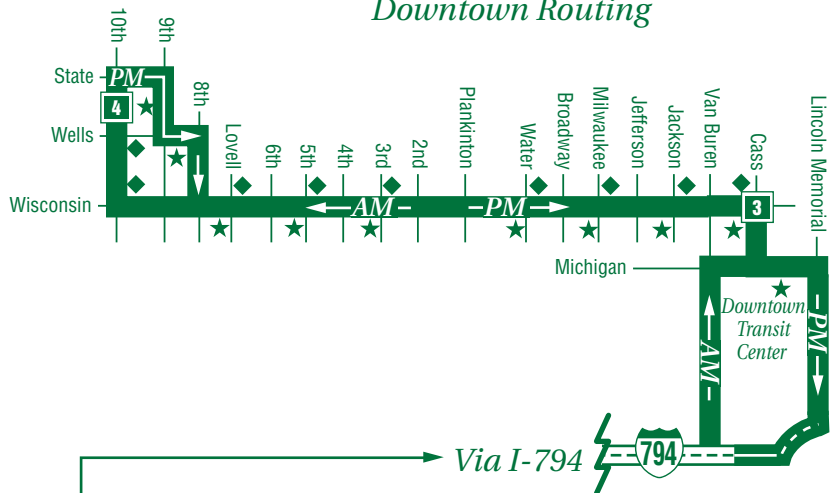 Downtown Routing
10th
9th
8th
Lovell
6th
5th
4th
3rd
2nd
Plankinton
Water
Broadway
Milwaukee
Jefferson
Jackson
Van Buren
Cass
Lincoln Memorial
State
PM
4
Wells
Wisconsin
AM
PM
3
Michigan
Downtown
Transit
Center
AM
PM
Via I-794
794